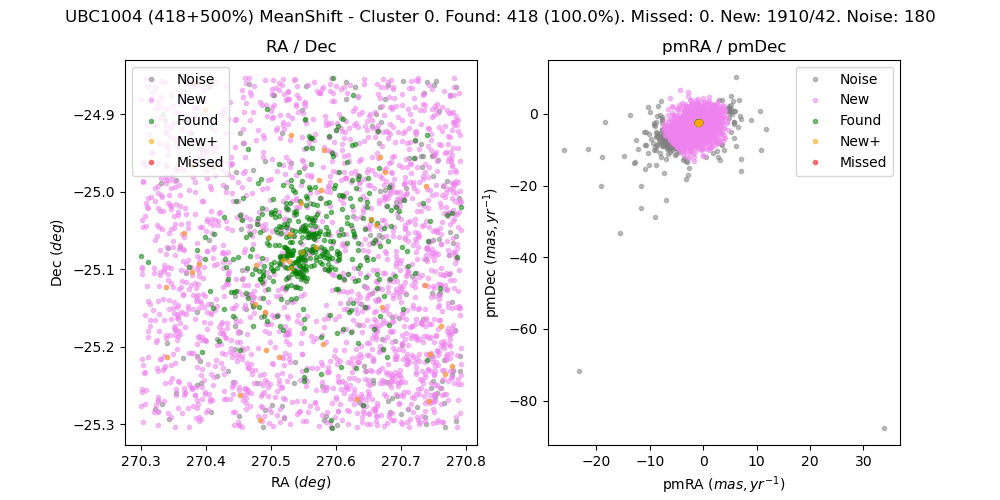 UBC1004 (418+500%) MeanShift - Cluster 0. Found: 418 (100.0%). Missed: 0. New: 1910/42. Noise: 180
RA / Dec
Noise
New
Found
New+
Missed
−24.9
−25.0
−25.1
−25.2
−25.3
Dec (deg)
270.3 270.4 270.5 270.6 270.7 270.8
RA (deg)
pmRA / pmDec
Noise
New
Found
New+
Missed
0
−20
−40
−60
−80
pmDec (mas, yr⁻¹)
−20 −10 0 10 20 30
pmRA (mas, yr⁻¹)